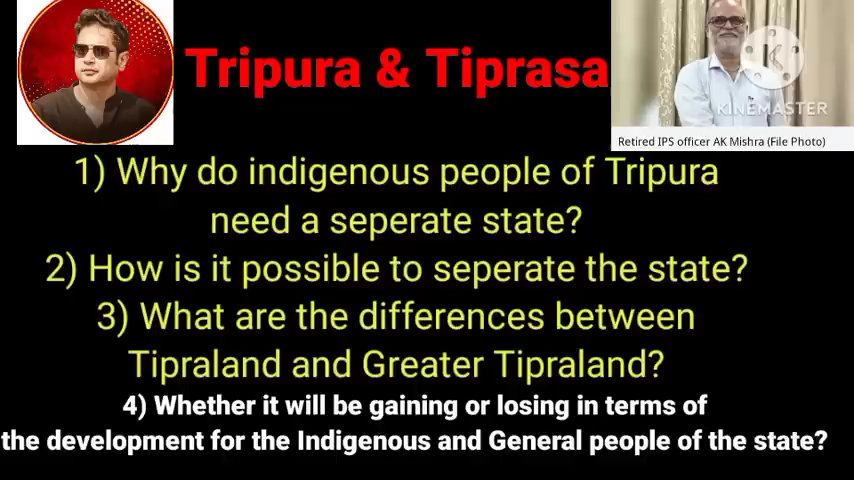 Tripura & Tiprasa
KINEMASTER
Retired IPS officer AK Mishra (File Photo)
1) Why do indigenous people of Tripura
need a seperate state?
2) How is it possible to seperate the state?
3) What are the differences between
Tipraland and Greater Tipraland?
4) Whether it will be gaining or losing in terms of
the development for the Indigenous and General people of the state?